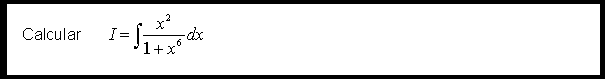 Calcular I = ∫ x²/(1 + x⁶) dx